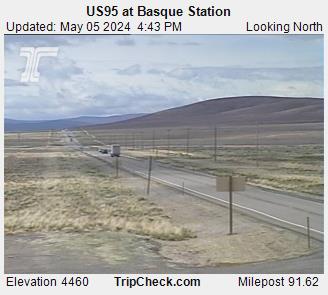 US95 at Basque Station
Updated: May 05 2024 4:43 PM Looking North
Elevation 4460 TripCheck.com Milepost 91.62